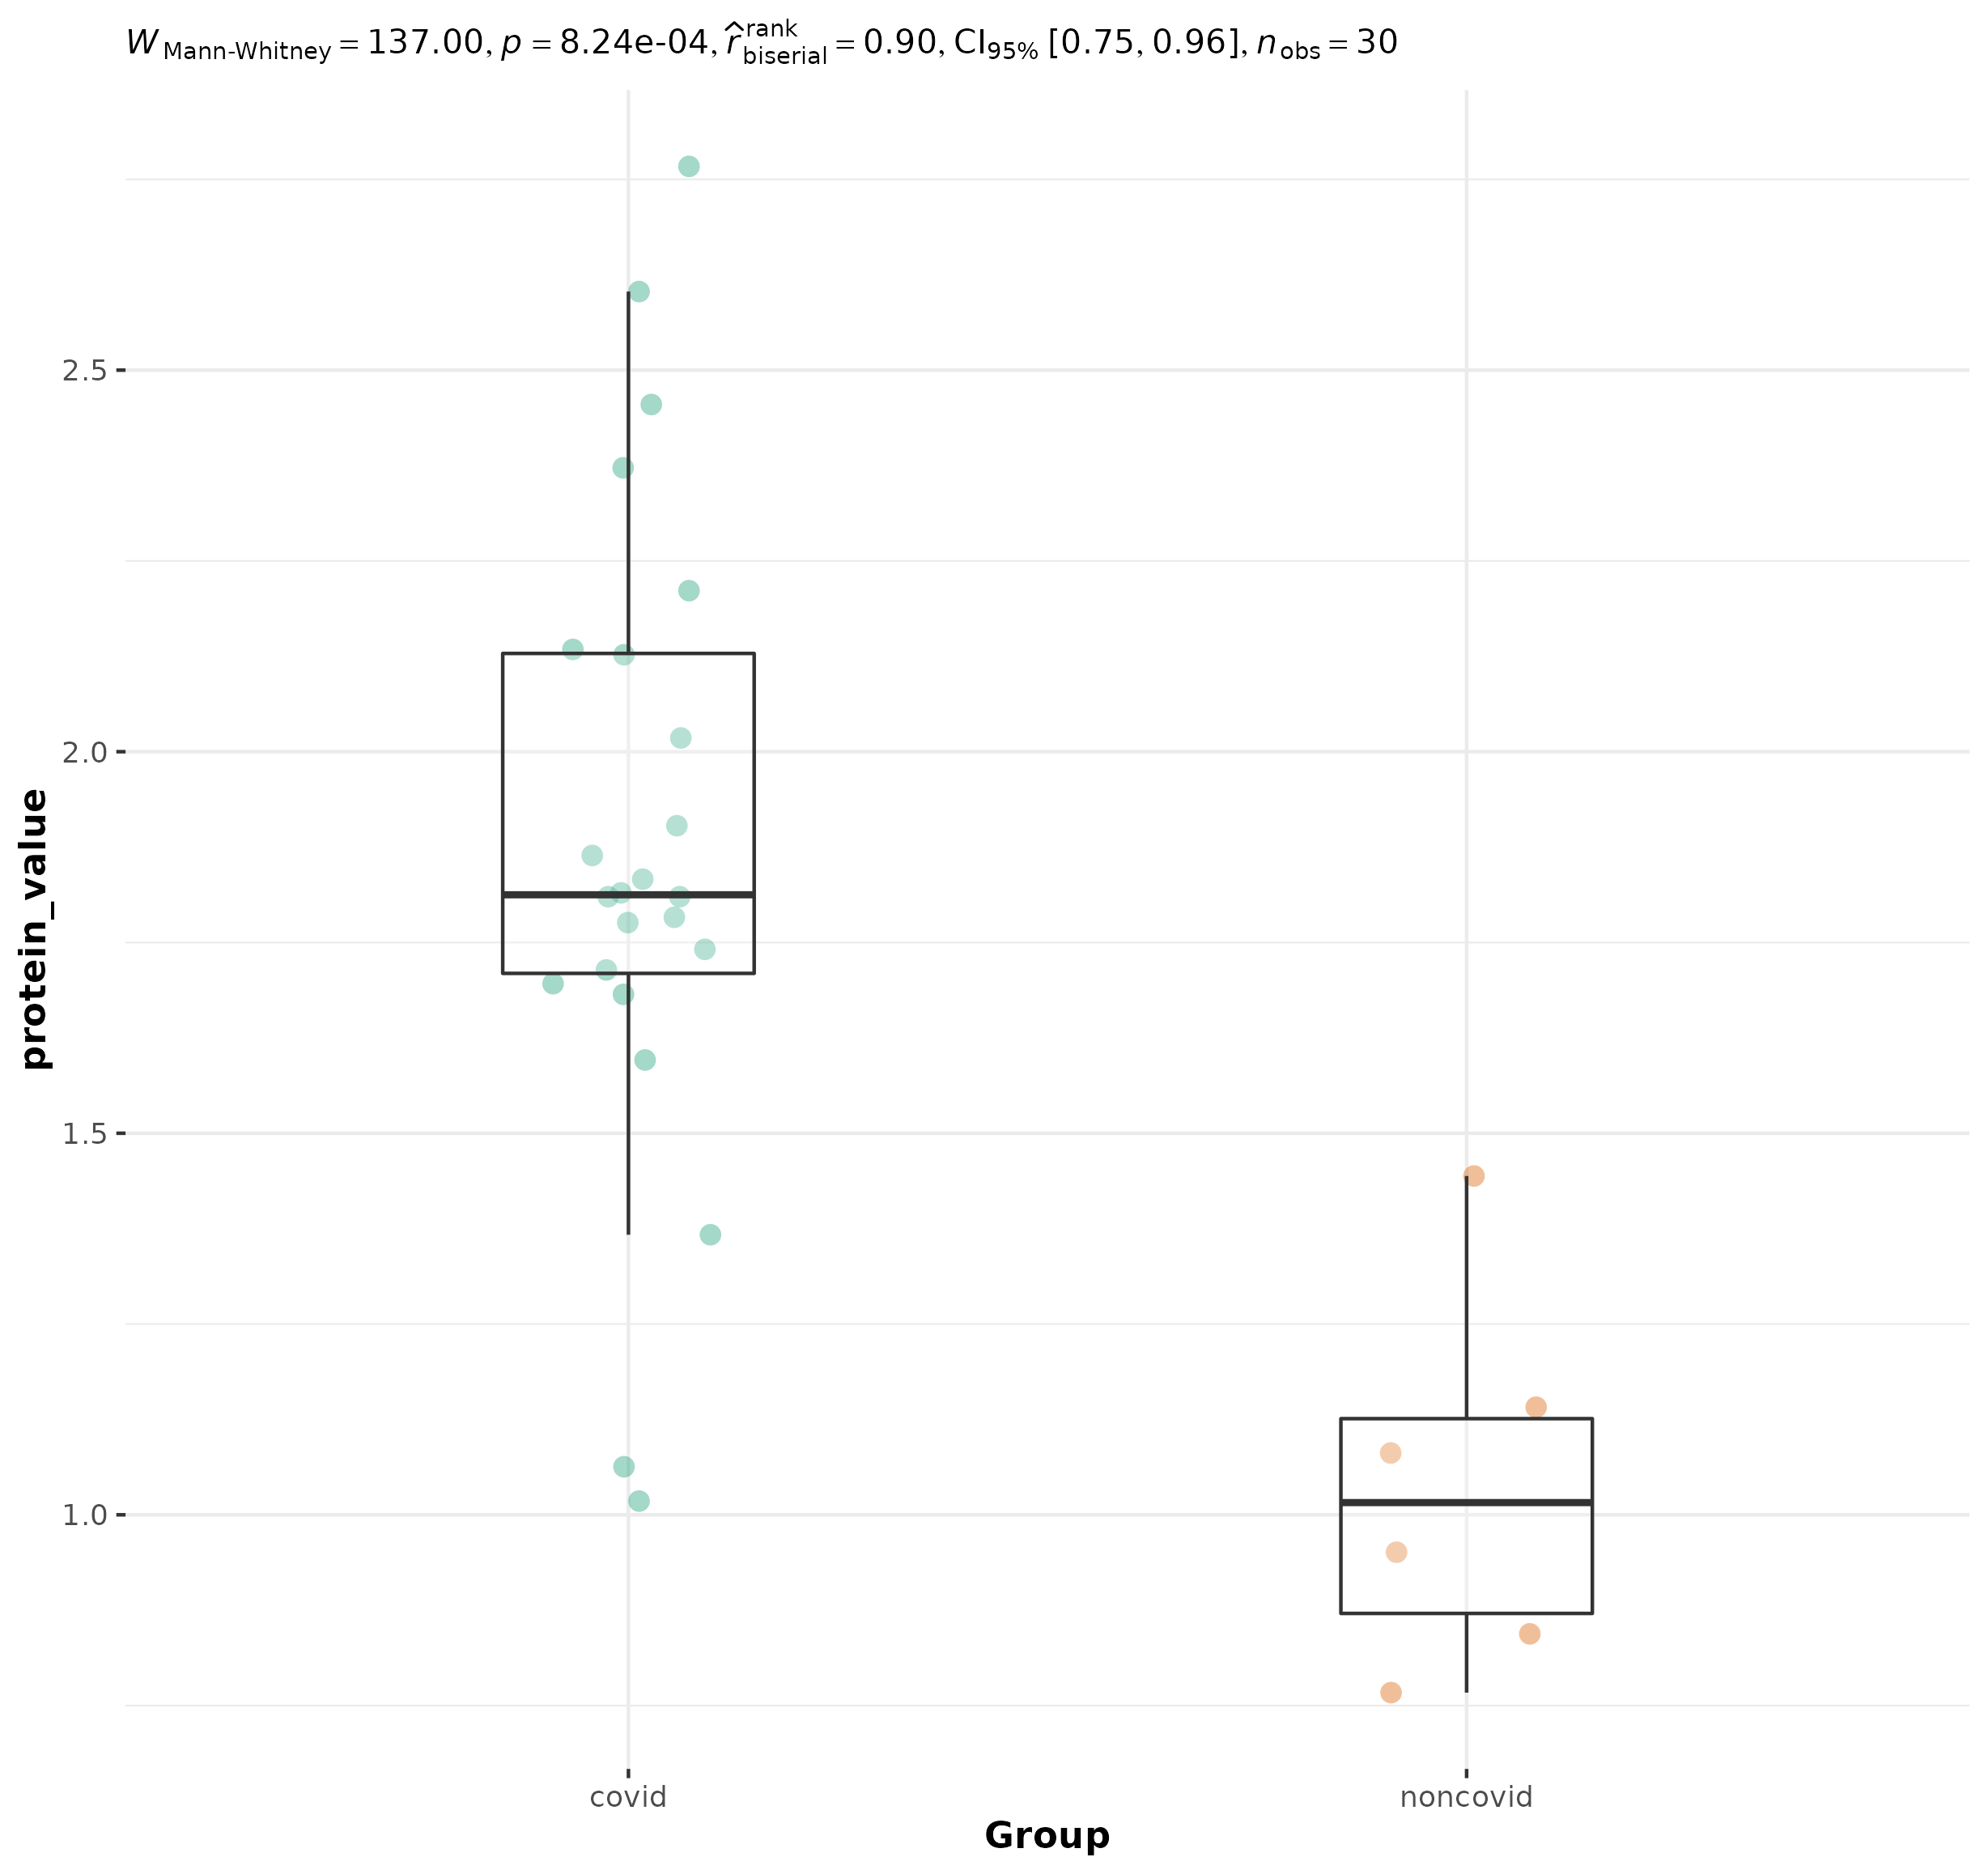 W Mann-Whitney = 137.00, p = 8.24e-04, r̂ rank biserial = 0.90, CI95% [0.75, 0.96], nobs = 30
protein_value
2.5
2.0
1.5
1.0
covid noncovid
Group